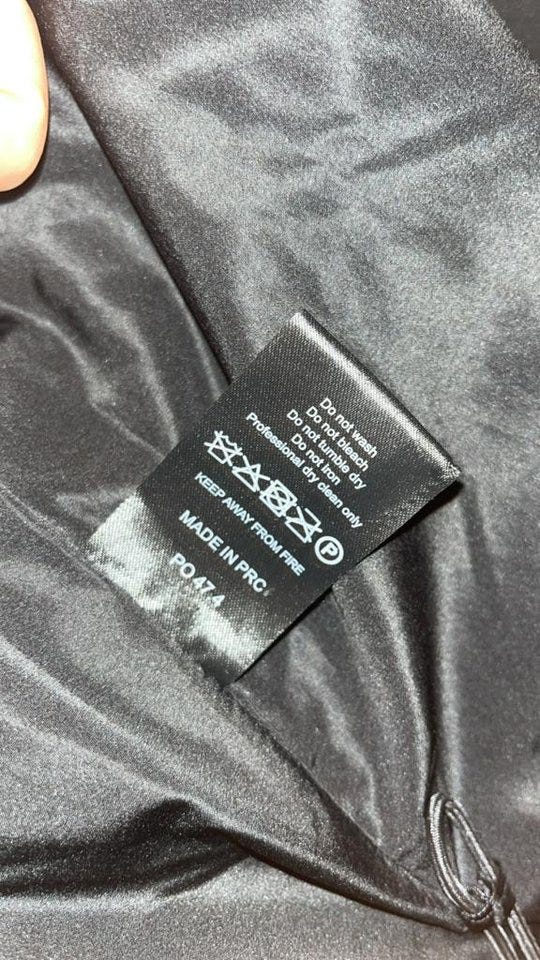 Do not wash
Do not bleach
Do not tumble dry
Do not Iron
Professional dry clean only
P
KEEP AWAY FROM FIRE
MADE IN PRC
PO 47.4